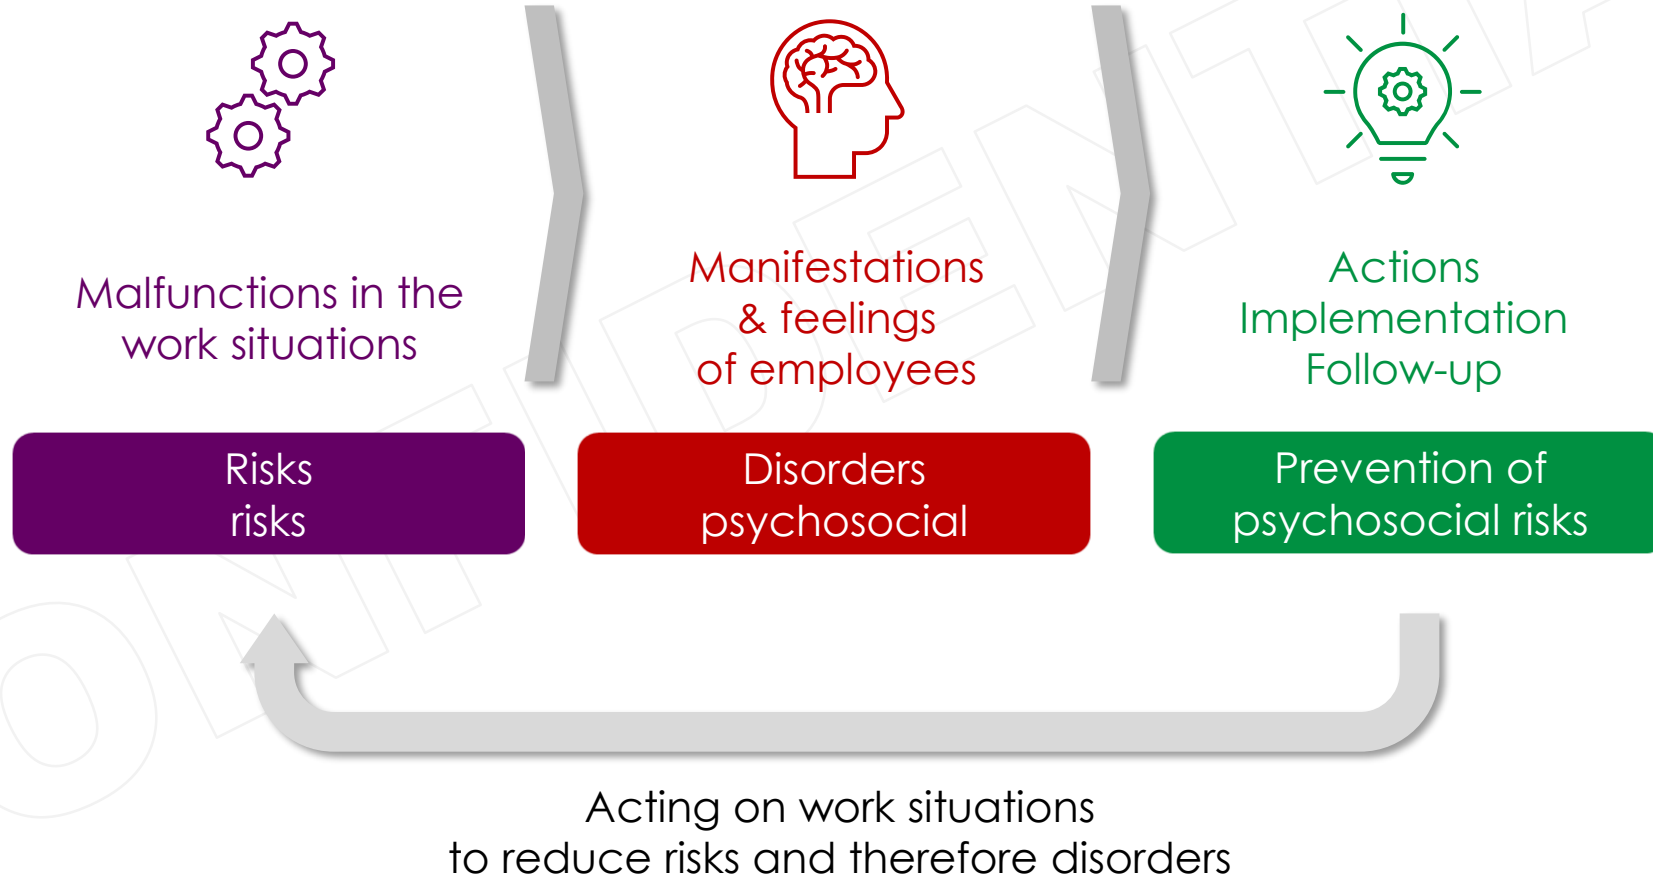 Malfunctions in the
work situations
Manifestations
& feelings
of employees
Actions
Implementation
Follow-up
Risks
risks
Disorders
psychosocial
Prevention of
psychosocial risks
Acting on work situations
to reduce risks and therefore disorders
ONFIDENTIA